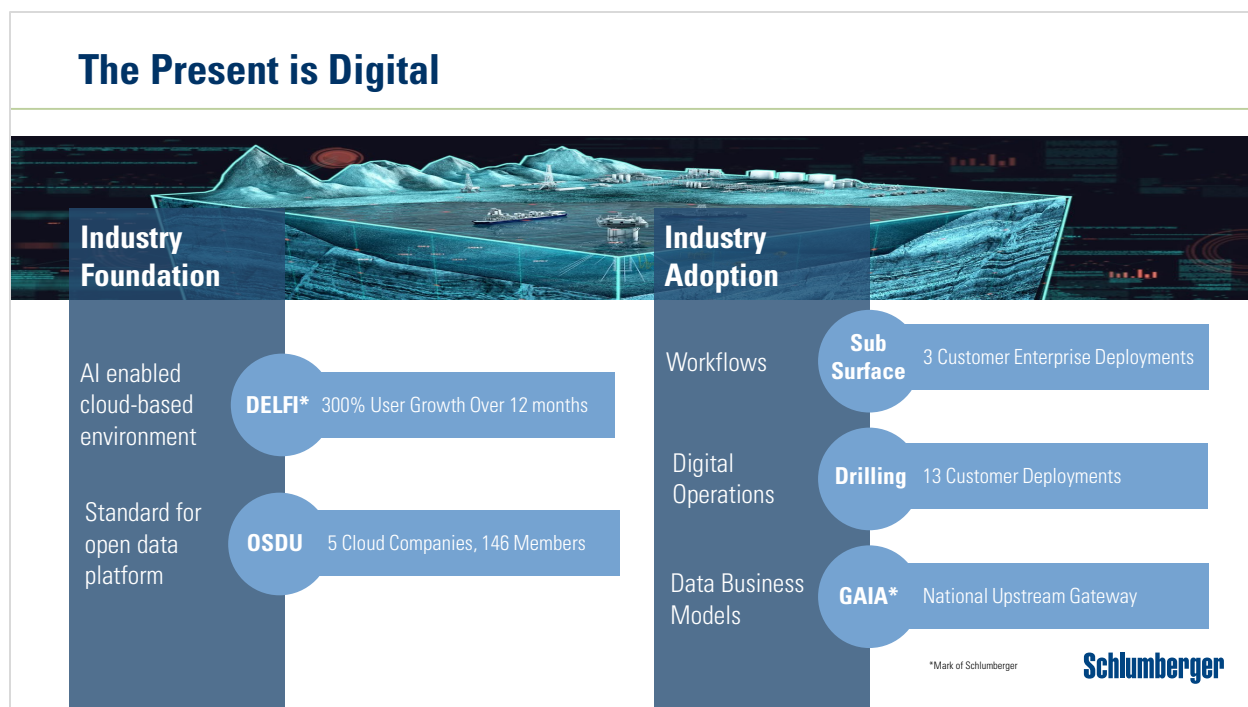 The Present is Digital
Industry
Foundation
AI enabled
cloud-based
environment
DELFI*
300% User Growth Over 12 months
Standard for
open data
platform
OSDU
5 Cloud Companies, 146 Members
Industry
Adoption
Workflows
Sub
Surface
3 Customer Enterprise Deployments
Digital
Operations
Drilling
13 Customer Deployments
Data Business
Models
GAIA*
National Upstream Gateway
*Mark of Schlumberger
Schlumberger